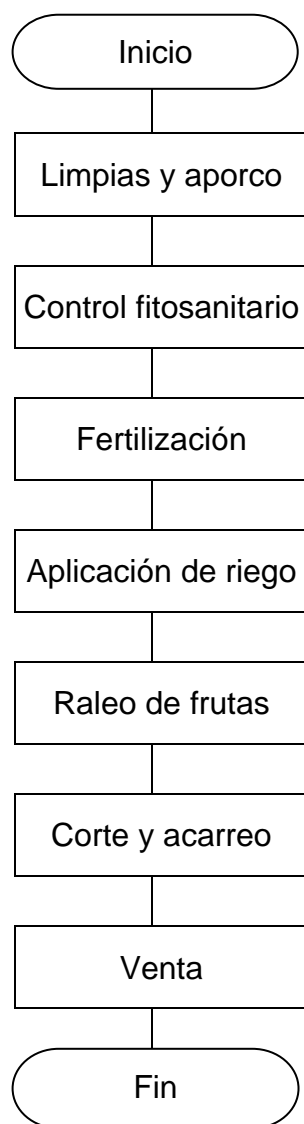 Inicio
Limpias y aporco
Control fitosanitario
Fertilización
Aplicación de riego
Raleo de frutas
Corte y acarreo
Venta
Fin